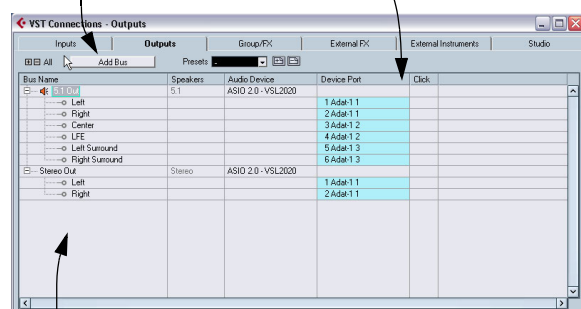 VST Connections - Outputs
Inputs Outputs Group/FX External FX External Instruments Studio
All Add Bus Presets -
Bus Name Speakers Audio Device Device Port Click
5.1 Out 5.1 ASIO 2.0 - VSL2020
Left 1 Adat-1 1
Right 2 Adat-1 1
Center 3 Adat-1 2
LFE 4 Adat-1 2
Left Surround 5 Adat-1 3
Right Surround 6 Adat-1 3
Stereo Out Stereo ASIO 2.0 - VSL2020
Left 1 Adat-1 1
Right 2 Adat-1 1